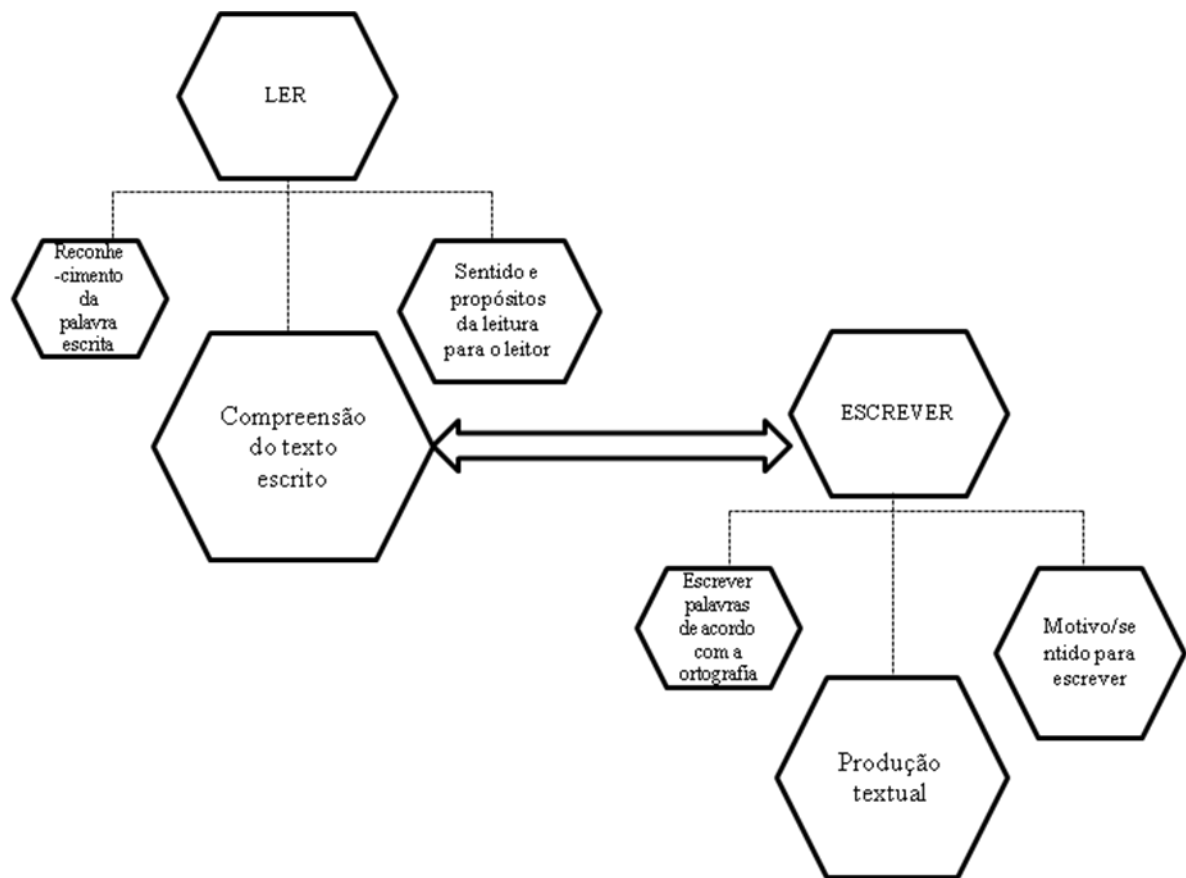 LER
Reconhe
-cimento
da
palavra
escrita
Sentido e
propósitos
da leitura
para o leitor
Compreensão
do texto
escrito
ESCREVER
Escrever
palavras
de acordo
com a
ortografia
Motivo/se
ntido para
escrever
Produção
textual